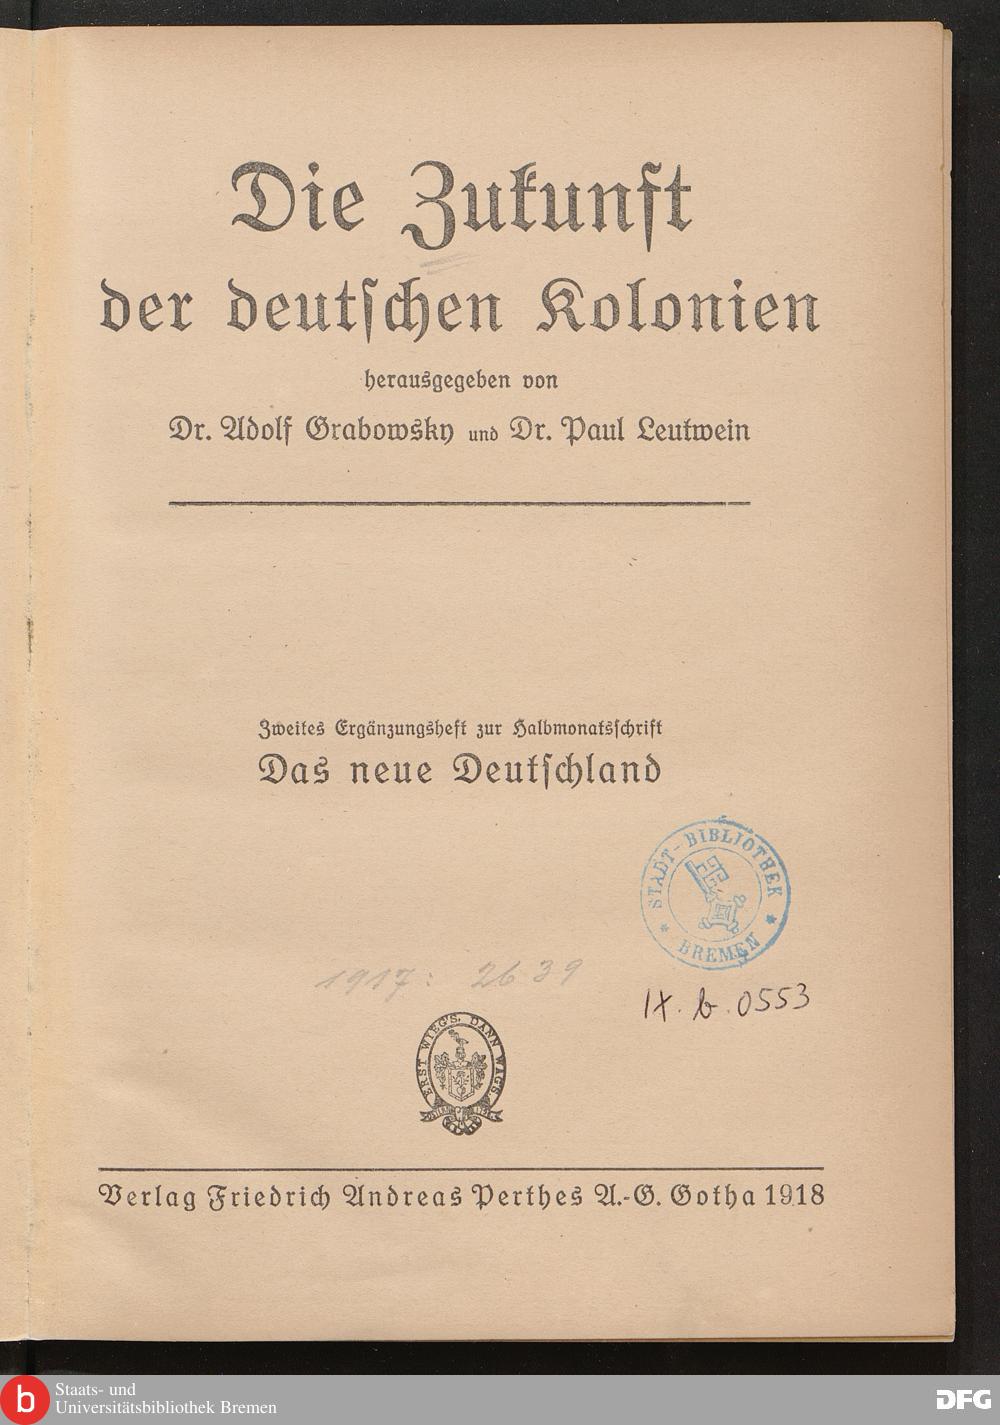 Die Zukunft
der deutschen Kolonien
herausgegeben von
Dr. Adolf Grabowsky und Dr. Paul Leutwein
Zweites Ergänzungsheft zur Halbmonatsschrift
Das neue Deutschland
STADT-BIBLIOTHEK
* BREMEN *
1917: 2639
IX. b. 0553
ERST WIEG'S, DANN WAG'S.
Verlag Friedrich Andreas Perthes A.-G. Gotha 1918
b
Staats- und
Universitätsbibliothek Bremen
DFG